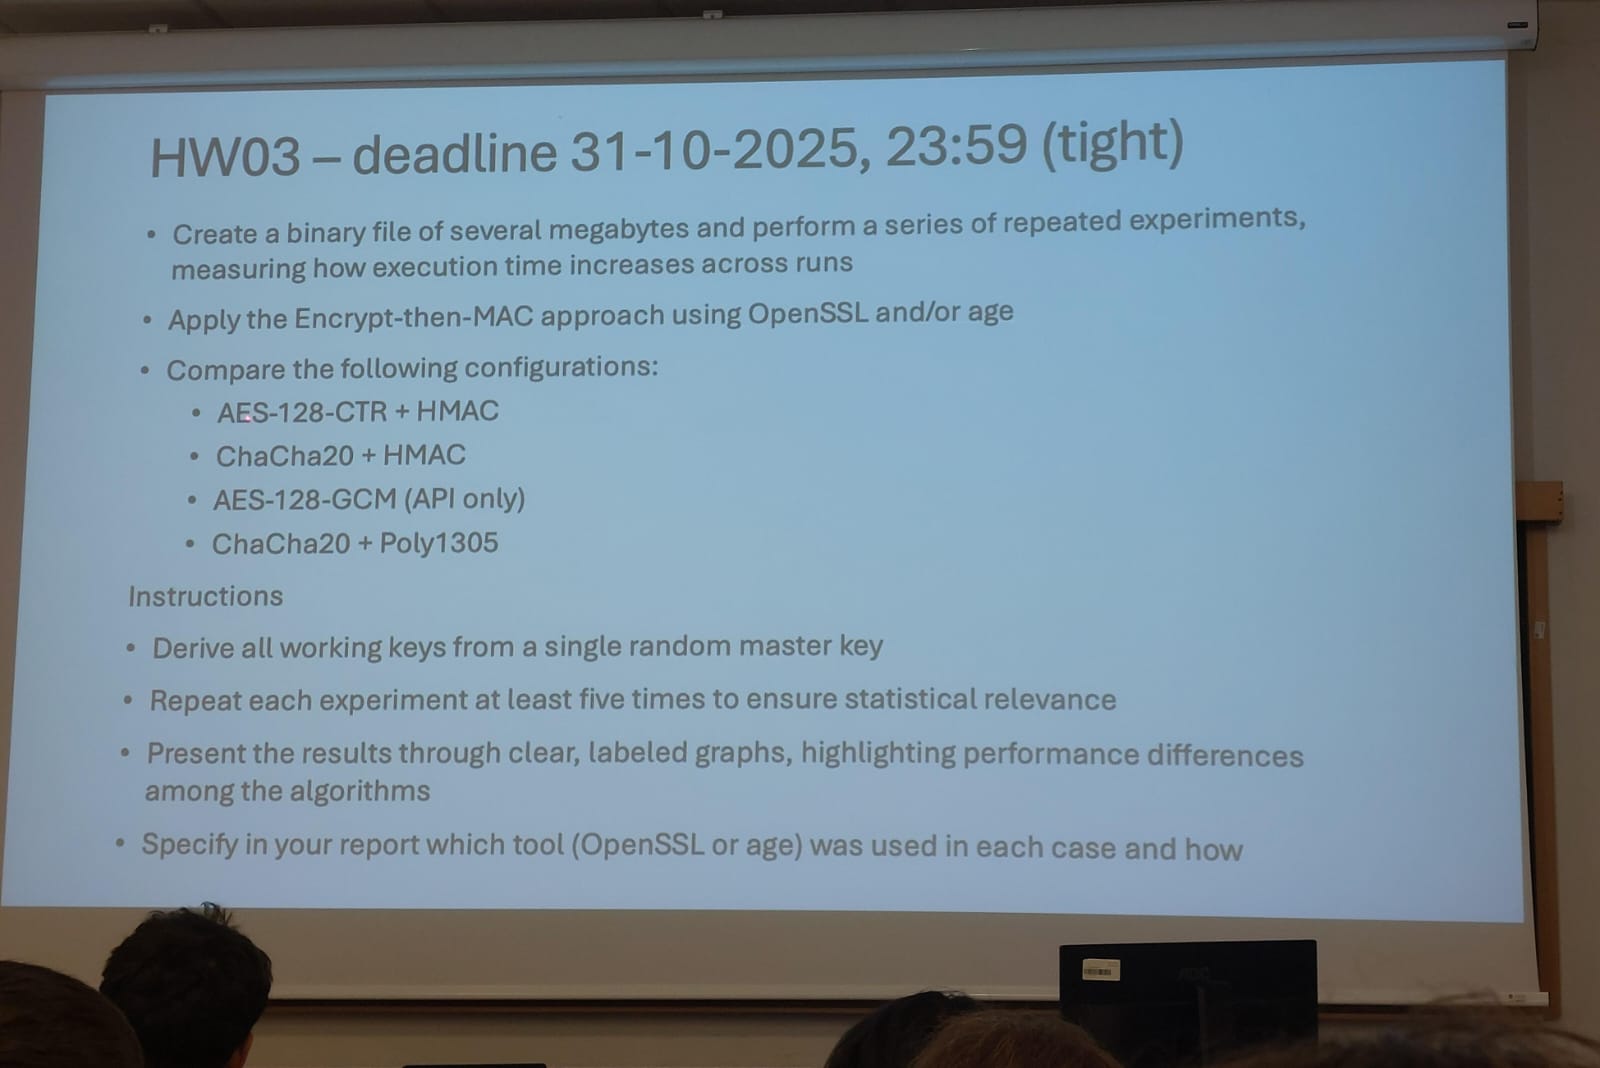 HW03 – deadline 31-10-2025, 23:59 (tight)
• Create a binary file of several megabytes and perform a series of repeated experiments,
measuring how execution time increases across runs
• Apply the Encrypt-then-MAC approach using OpenSSL and/or age
• Compare the following configurations:
• AES-128-CTR + HMAC
• ChaCha20 + HMAC
• AES-128-GCM (API only)
• ChaCha20 + Poly1305
Instructions
• Derive all working keys from a single random master key
• Repeat each experiment at least five times to ensure statistical relevance
• Present the results through clear, labeled graphs, highlighting performance differences
among the algorithms
• Specify in your report which tool (OpenSSL or age) was used in each case and how